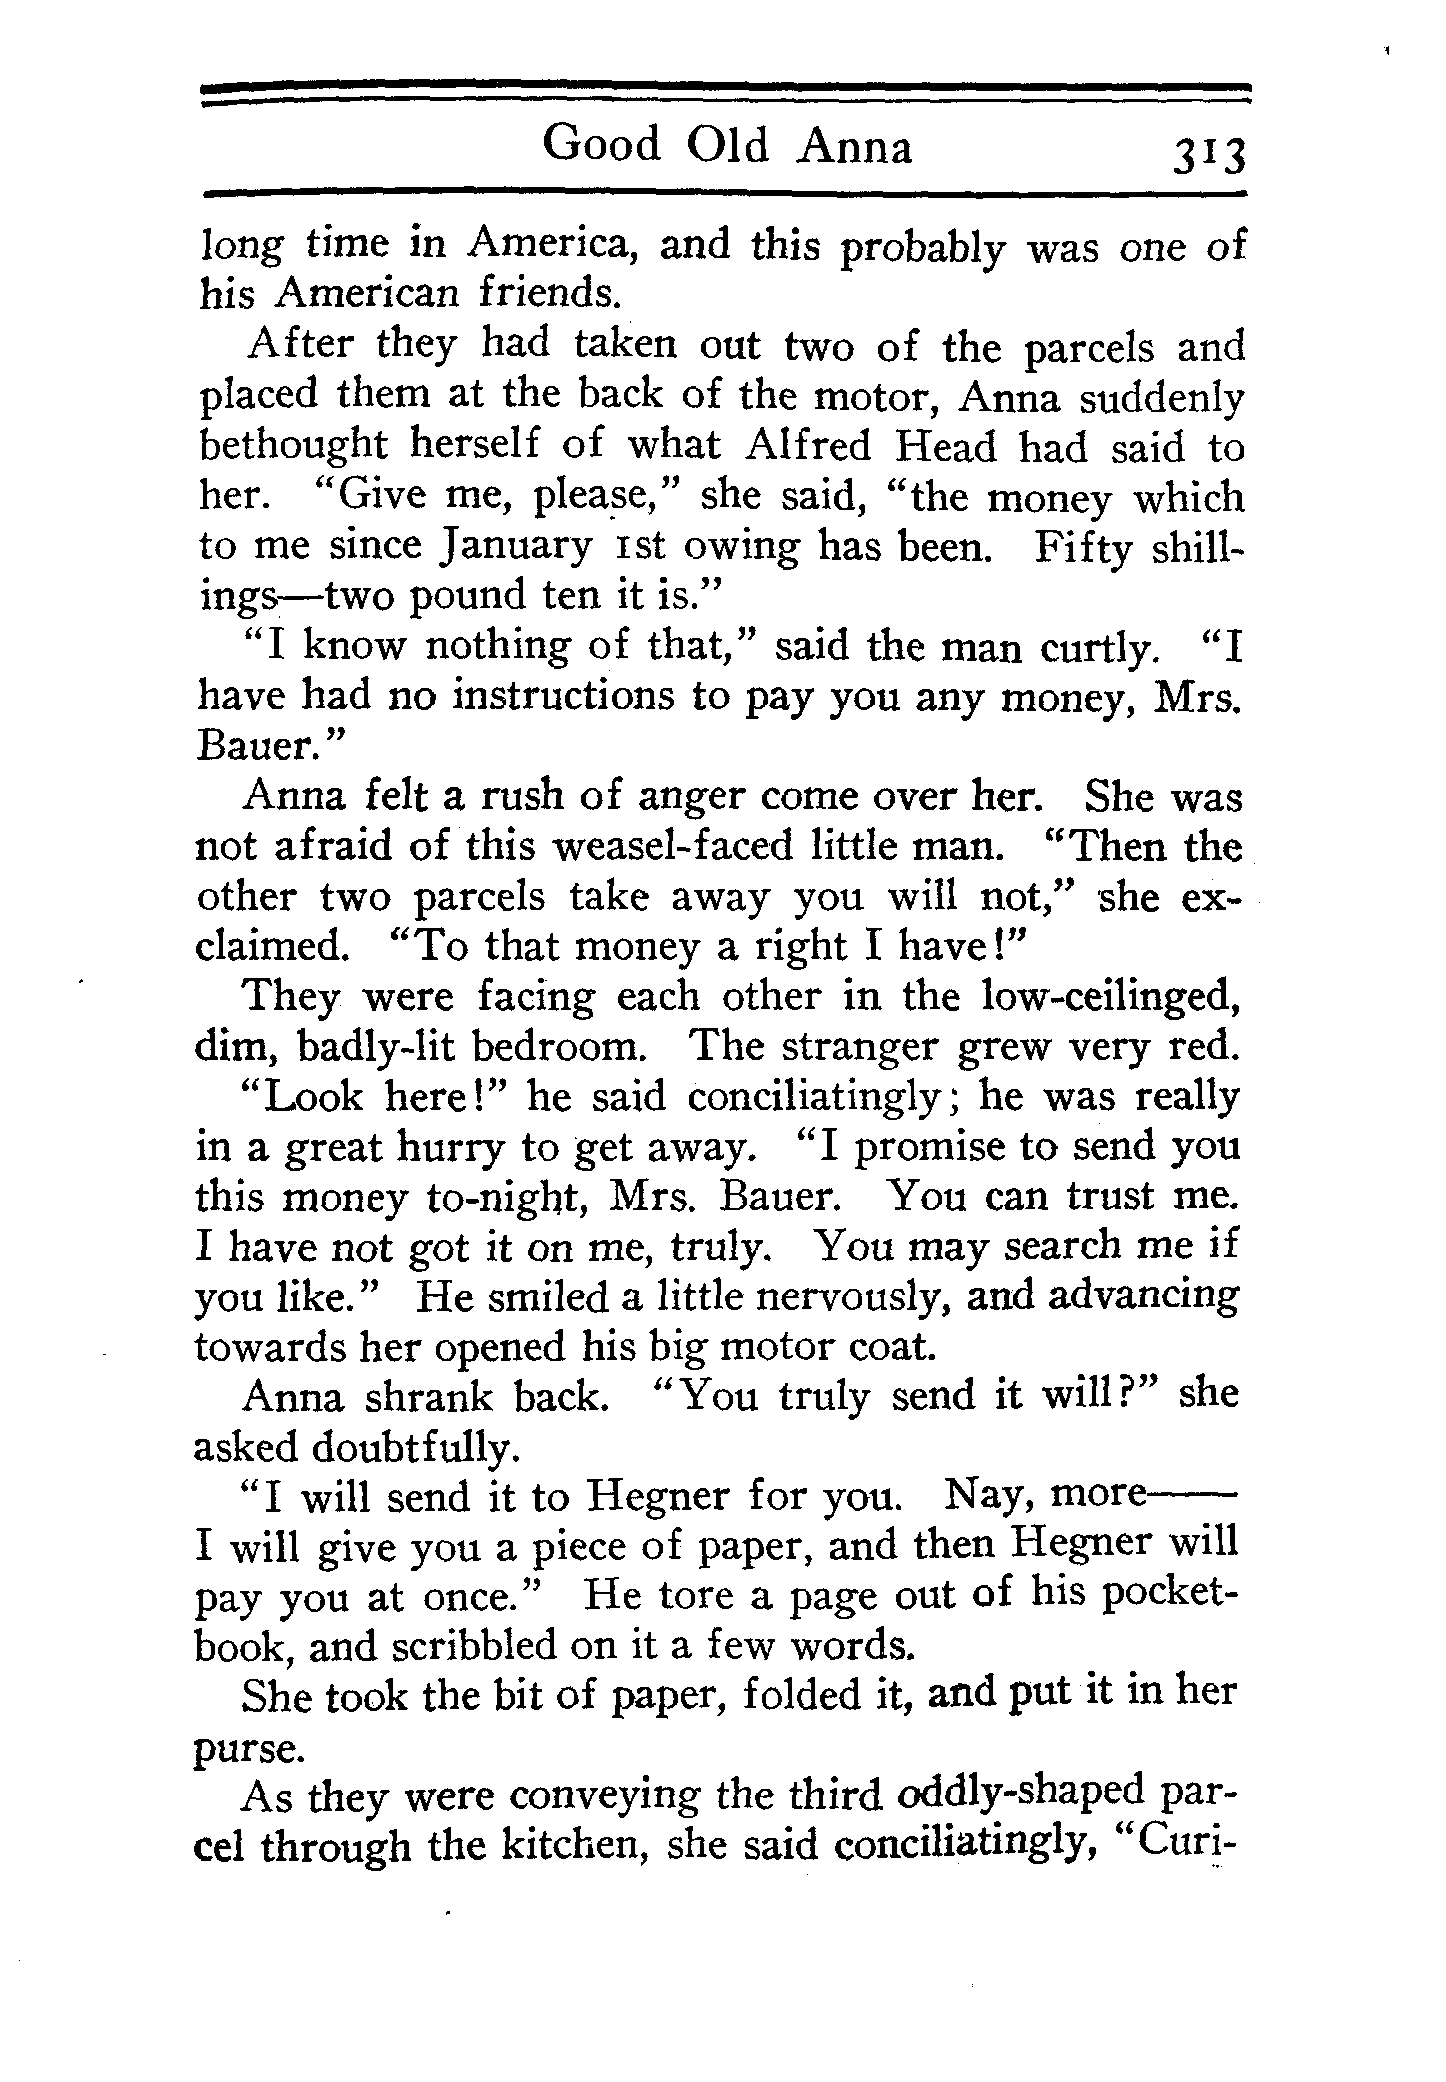 Good Old Anna 313
long time in America, and this probably was one of
his American friends.
After they had taken out two of the parcels and
placed them at the back of the motor, Anna suddenly
bethought herself of what Alfred Head had said to
her. "Give me, please," she said, "the money which
to me since January 1st owing has been. Fifty shill-
ings—two pound ten it is."
"I know nothing of that," said the man curtly. "I
have had no instructions to pay you any money, Mrs.
Bauer."
Anna felt a rush of anger come over her. She was
not afraid of this weasel-faced little man. "Then the
other two parcels take away you will not," she ex-
claimed. "To that money a right I have!"
They were facing each other in the low-ceilinged,
dim, badly-lit bedroom. The stranger grew very red.
"Look here!" he said conciliatingly; he was really
in a great hurry to get away. "I promise to send you
this money to-night, Mrs. Bauer. You can trust me.
I have not got it on me, truly. You may search me if
you like." He smiled a little nervously, and advancing
towards her opened his big motor coat.
Anna shrank back. "You truly send it will?" she
asked doubtfully.
"I will send it to Hegner for you. Nay, more——
I will give you a piece of paper, and then Hegner will
pay you at once." He tore a page out of his pocket-
book, and scribbled on it a few words.
She took the bit of paper, folded it, and put it in her
purse.
As they were conveying the third oddly-shaped par-
cel through the kitchen, she said conciliatingly, "Curi-